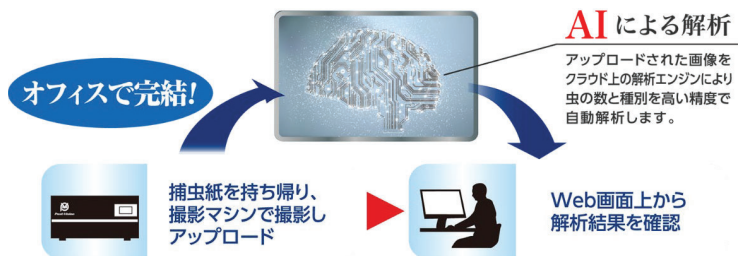 AIによる解析
アップロードされた画像を
クラウド上の解析エンジンにより
虫の数と種別を高い精度で
自動解析します。
オフィスで完結!
捕虫紙を持ち帰り、
撮影マシンで撮影し
アップロード
Web画面上から
解析結果を確認